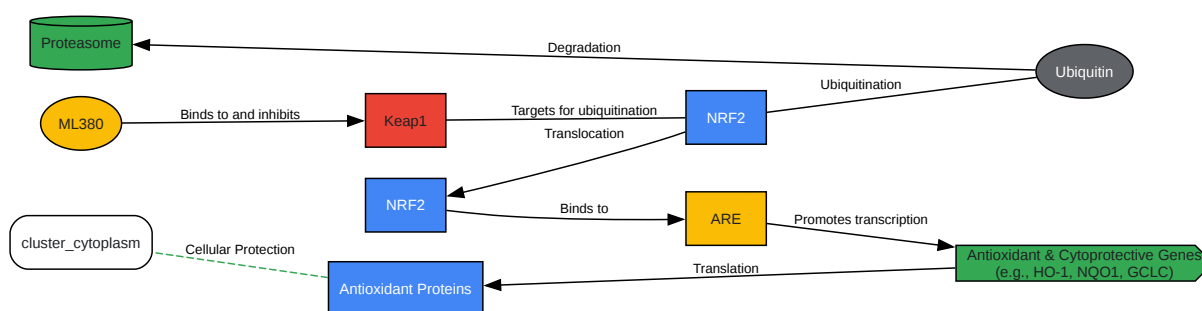 Proteasome
Degradation
Ubiquitin
Ubiquitination
ML380
Binds to and inhibits
Keap1
Targets for ubiquitination
NRF2
Translocation
NRF2
Binds to
ARE
Promotes transcription
cluster_cytoplasm
Cellular Protection
Antioxidant & Cytoprotective Genes
(e.g., HO-1, NQO1, GCLC)
Translation
Antioxidant Proteins